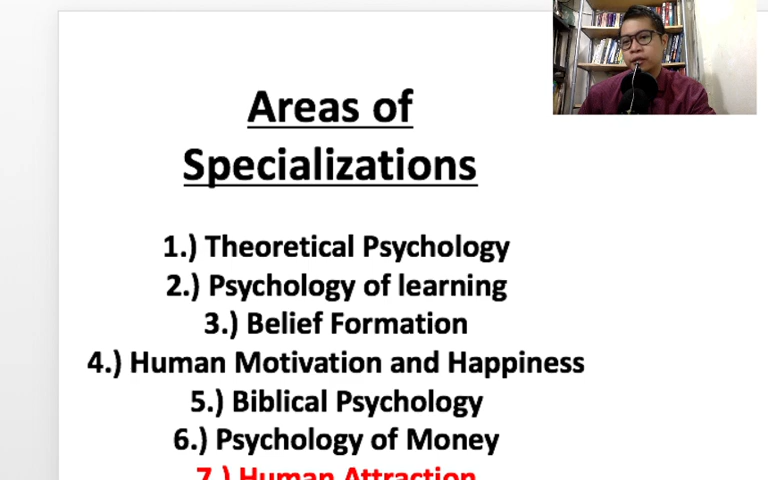 Areas of
Specializations
1.) Theoretical Psychology
2.) Psychology of learning
3.) Belief Formation
4.) Human Motivation and Happiness
5.) Biblical Psychology
6.) Psychology of Money
7.) Human Attraction